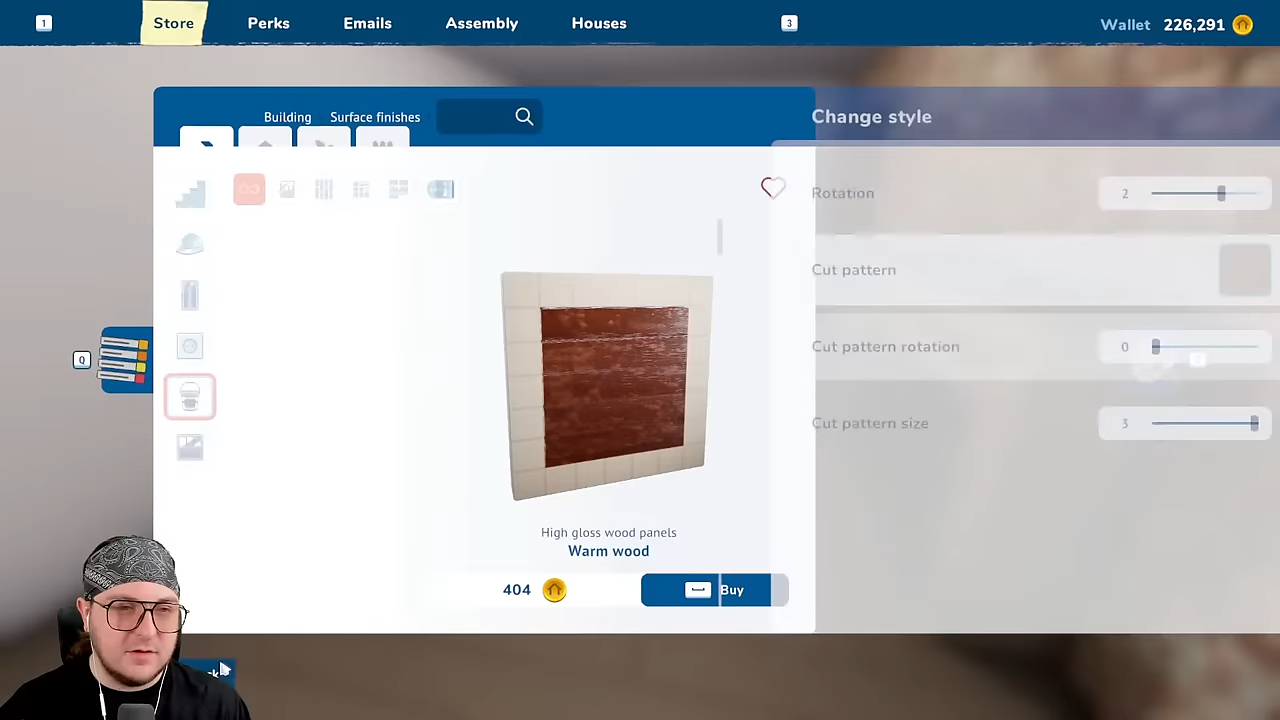 1
Store
Perks
Emails
Assembly
Houses
3
Wallet 226,291
Building
Surface finishes
Change style
Rotation
2
Cut pattern
Cut pattern rotation
0
Cut pattern size
3
Q
High gloss wood panels
Warm wood
404
Buy